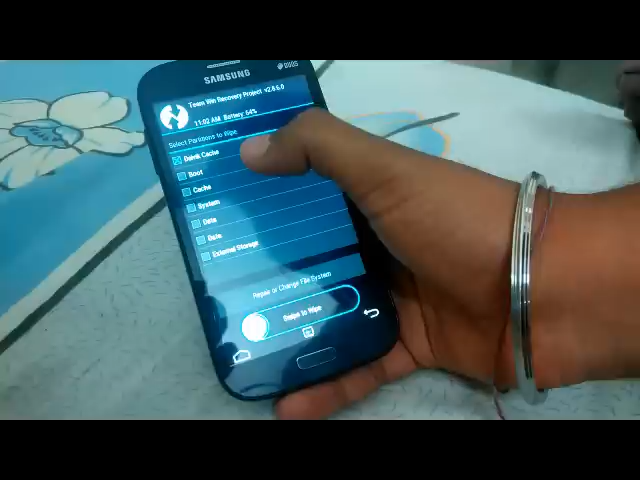 DUOS
SAMSUNG
Team Win Recovery Project v2.8.6.0
11:02 AM Battery: 54%
Select Partitions to Wipe:
Dalvik Cache
Boot
Cache
System
Data
Data
External Storage
Repair or Change File System
Swipe to Wipe